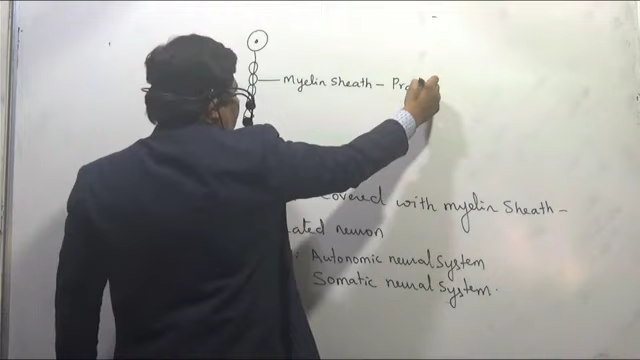 Myelin Sheath - Pro
covered with myelin Sheath -
ated neuron
: Autonomic neural System
Somatic neural System.